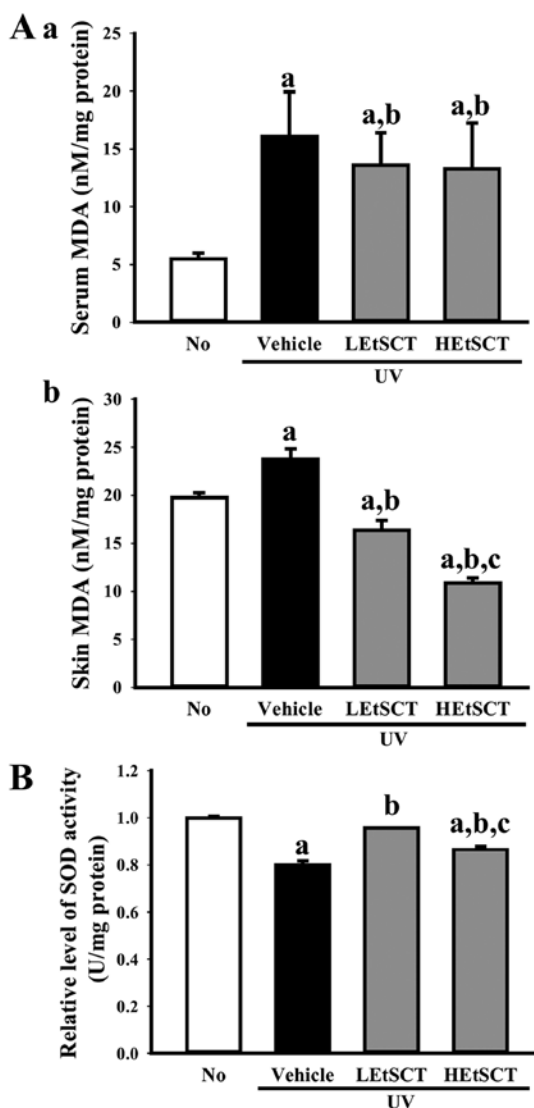 A a
Serum MDA (nM/mg protein)
25
20
15
10
5
0
a
a,b
a,b
No Vehicle LEtSCT HEtSCT
UV
b
Skin MDA (nM/mg protein)
30
25
20
15
10
5
0
a
a,b
a,b,c
No Vehicle LEtSCT HEtSCT
UV
B
Relative level of SOD activity
(U/mg protein)
1.2
1.0
0.8
0.6
0.4
0.2
0.0
a
b
a,b,c
No Vehicle LEtSCT HEtSCT
UV